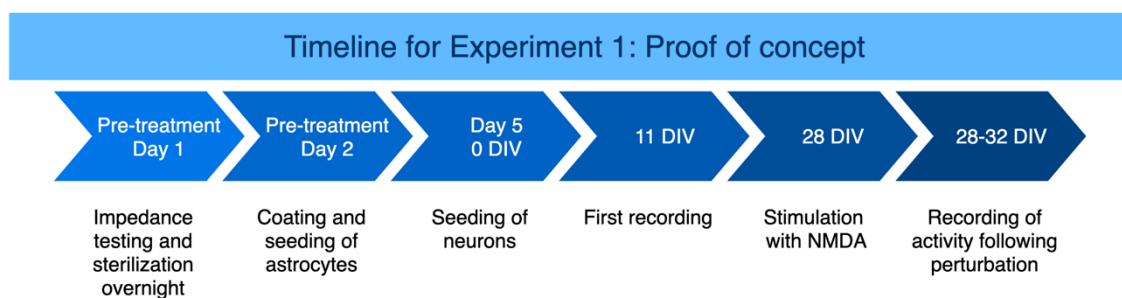 Timeline for Experiment 1: Proof of concept
Pre-treatment
Day 1
Pre-treatment
Day 2
Day 5
0 DIV
11 DIV
28 DIV
28-32 DIV
Impedance
testing and
sterilization
overnight
Coating and
seeding of
astrocytes
Seeding of
neurons
First recording
Stimulation
with NMDA
Recording of
activity following
perturbation